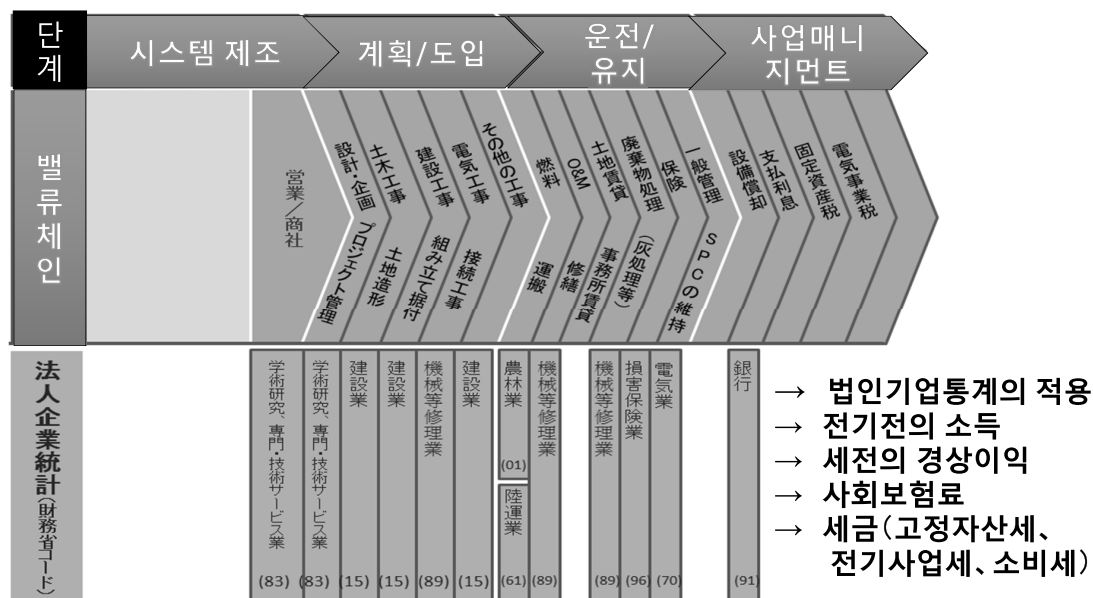 단계
시스템 제조
계획/도입
운전/
유지
사업매니
지먼트
밸류체인
営業／商社
設計・企画
プロジェクト管理
土木工事
土地造形
建設工事
組み立て据付
電気工事
接続工事
その他の工事
燃料
運搬
O&M
修繕
土地賃貸
事務所賃貸
廃棄物処理
（灰処理等）
保険
一般管理
SPCの維持
設備償却
支払利息
固定資産税
電気事業税
法人企業統計（財務省コード）
学術研究、専門・技術サービス業
(83)
学術研究、専門・技術サービス業
(83)
建設業
(15)
建設業
(15)
機械等修理業
(89)
建設業
(15)
農林業
(01)
陸運業
(61)
機械等修理業
(89)
機械等修理業
(89)
損害保険業
(96)
電気業
(70)
銀行
(91)
→ 법인기업통계의 적용
→ 전기전의 소득
→ 세전의 경상이익
→ 사회보험료
→ 세금(고정자산세、
전기사업세、소비세)